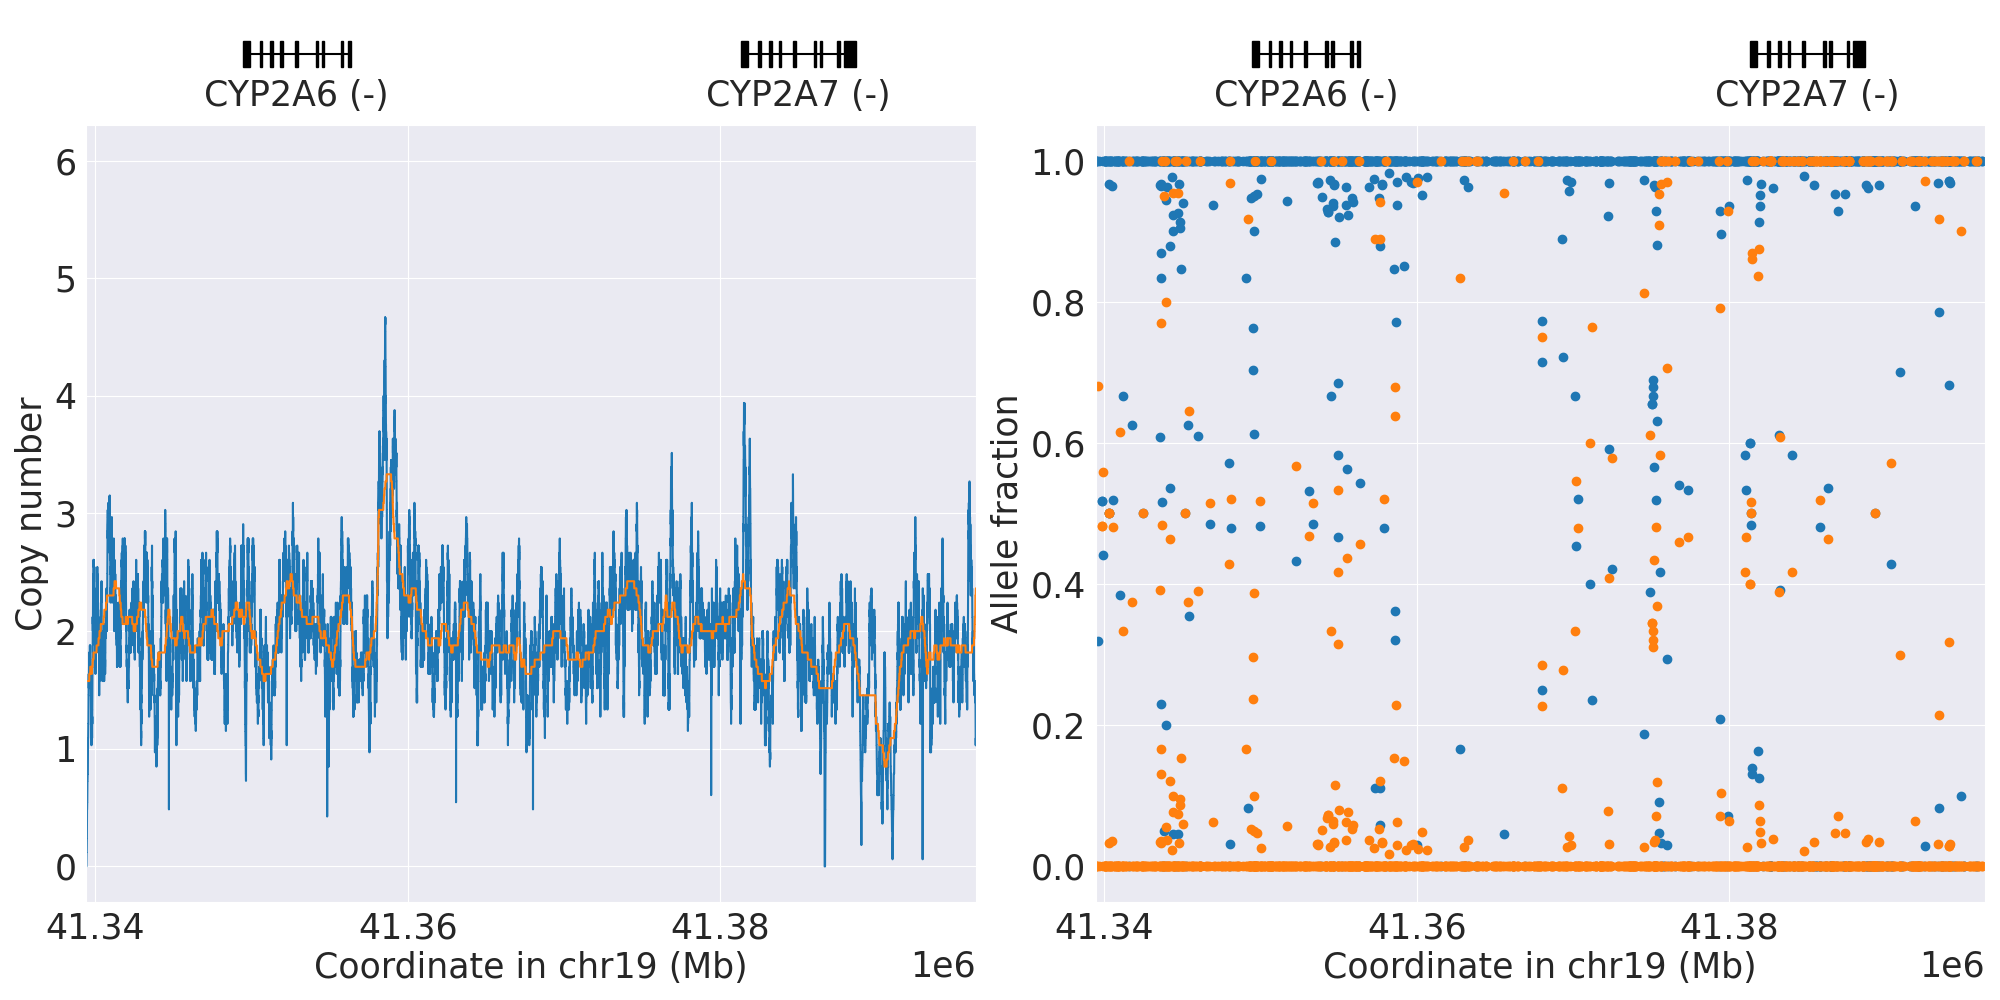 CYP2A6 (-) CYP2A7 (-)
6
5
4
3
2
1
0
Copy number
41.34 41.36 41.38
Coordinate in chr19 (Mb) 1e6
CYP2A6 (-) CYP2A7 (-)
1.0
0.8
0.6
0.4
0.2
0.0
Allele fraction
41.34 41.36 41.38
Coordinate in chr19 (Mb) 1e6